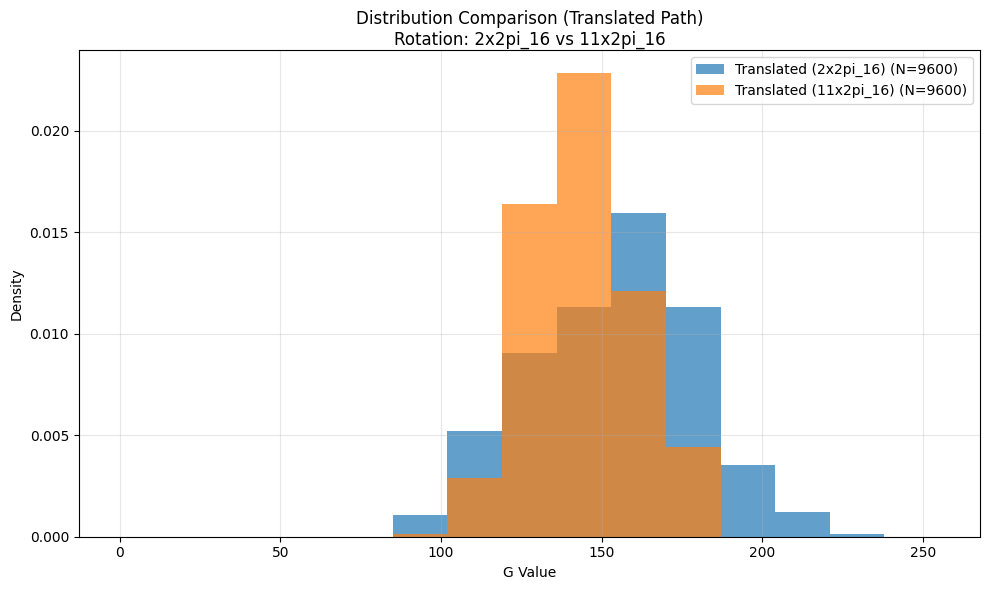 Distribution Comparison (Translated Path)
Rotation: 2x2pi_16 vs 11x2pi_16
Translated (2x2pi_16) (N=9600)
Translated (11x2pi_16) (N=9600)
Density
0.020
0.015
0.010
0.005
0.000
0 50 100 150 200 250
G Value